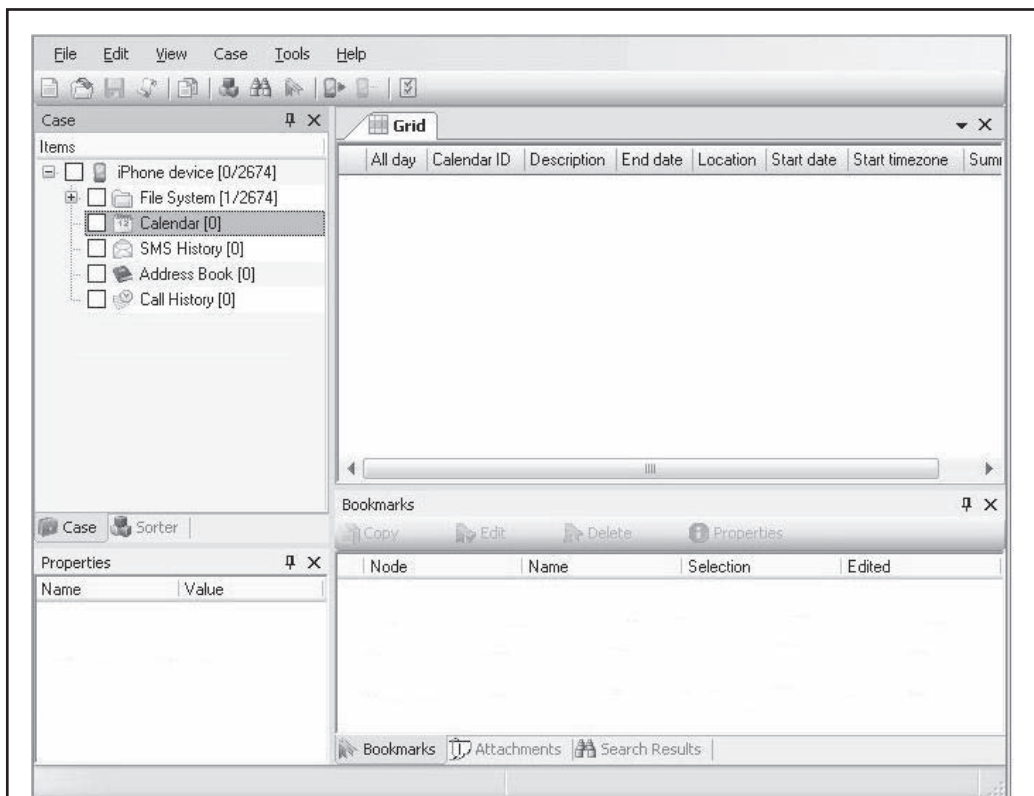 File Edit View Case Tools Help
Case
Items
iPhone device [0/2674]
File System [1/2674]
Calendar [0]
SMS History [0]
Address Book [0]
Call History [0]
Case Sorter
Properties
Name Value
Grid
All day Calendar ID Description End date Location Start date Start timezone Summ
Bookmarks
Copy Edit Delete Properties
Node Name Selection Edited
Bookmarks Attachments Search Results